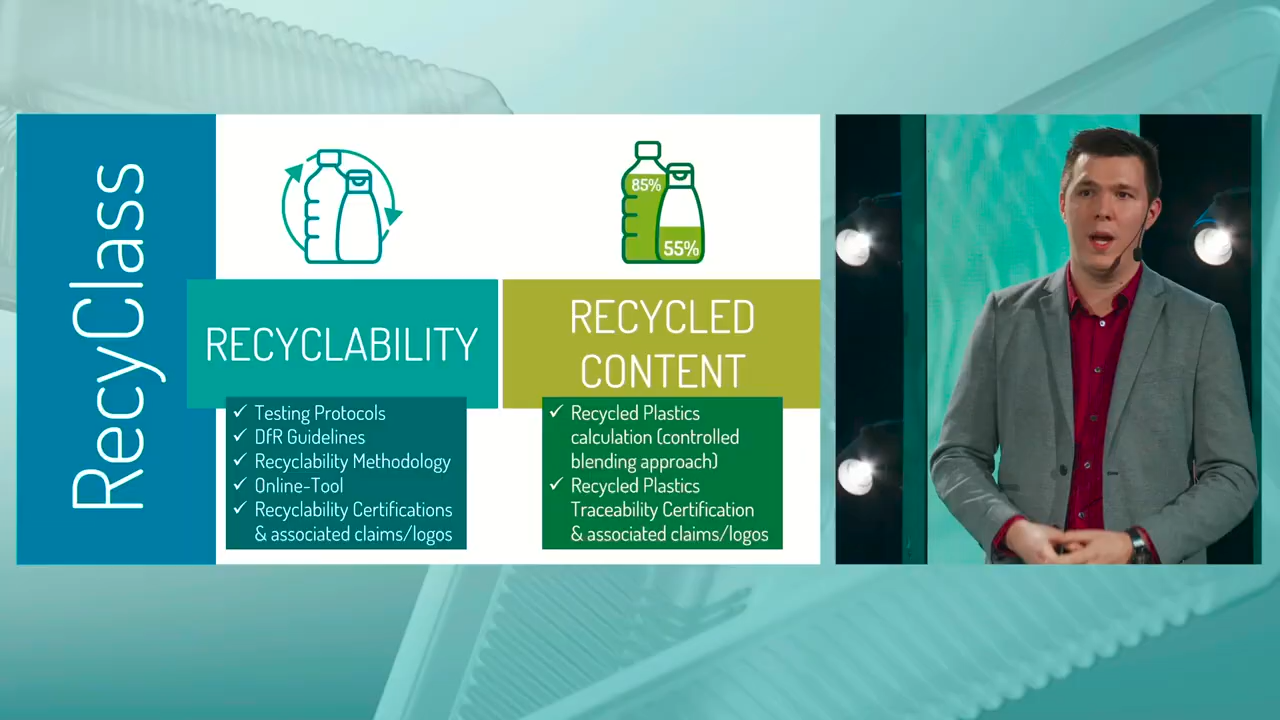 RecyClass
85%
55%
RECYCLABILITY
✓ Testing Protocols
✓ DfR Guidelines
✓ Recyclability Methodology
✓ Online-Tool
✓ Recyclability Certifications
& associated claims/logos
RECYCLED
CONTENT
✓ Recycled Plastics
calculation (controlled
blending approach)
✓ Recycled Plastics
Traceability Certification
& associated claims/logos